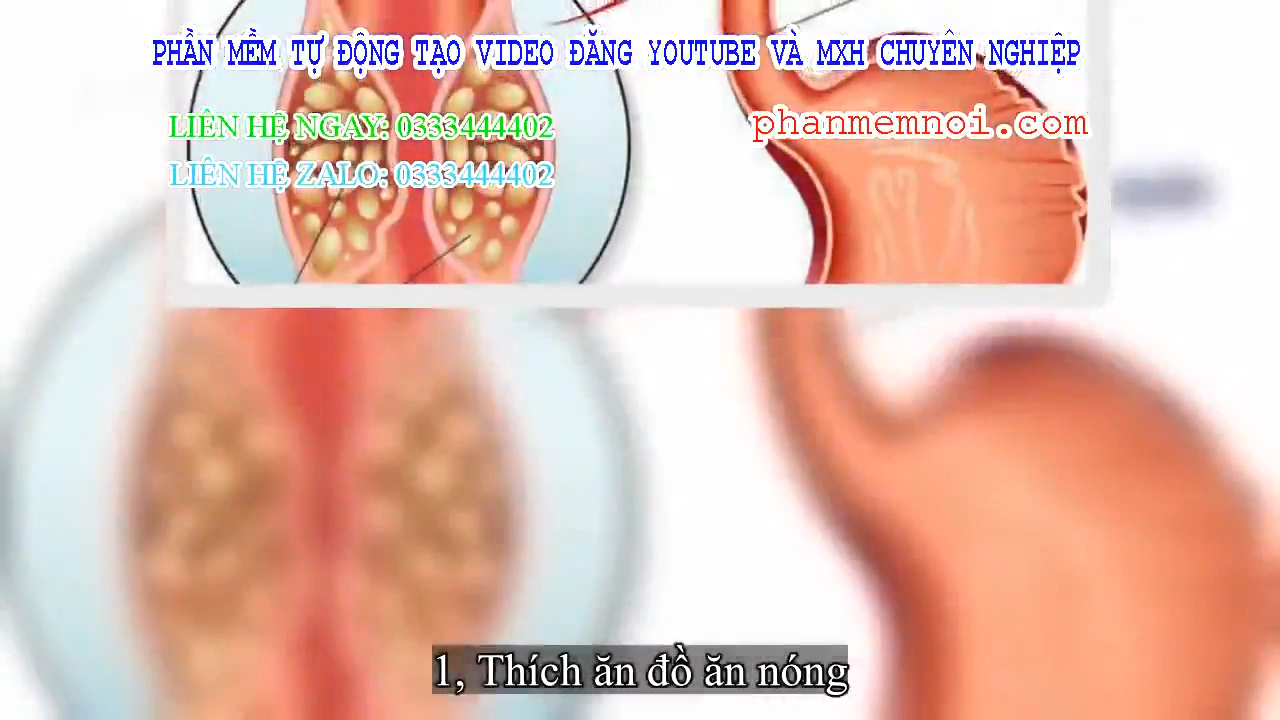 PHẦN MỀM TỰ ĐỘNG TẠO VIDEO ĐĂNG YOUTUBE VÀ MXH CHUYÊN NGHIỆP
LIÊN HỆ NGAY: 0333444402
phanmemnoi.com
LIÊN HỆ ZALO: 0333444402
1, Thích ăn đồ ăn nóng